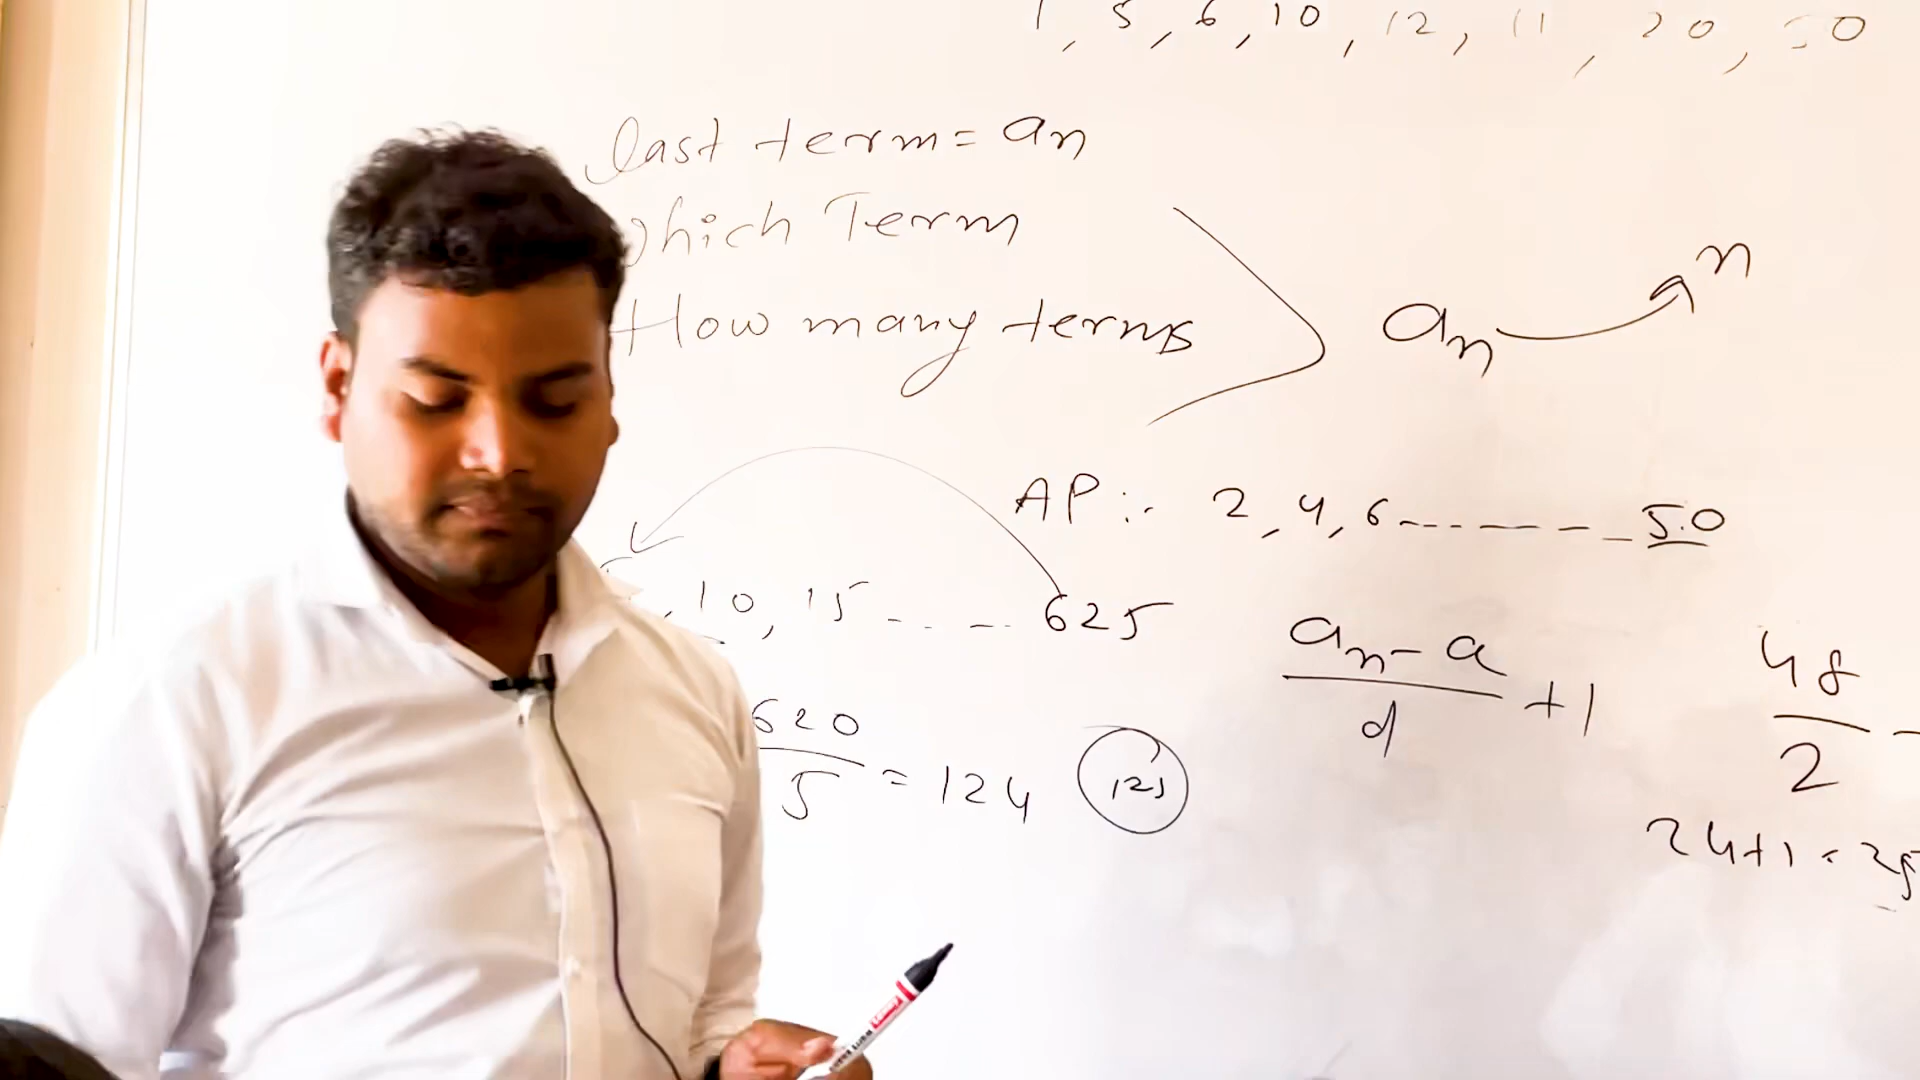 1, 5, 6, 10, 12, 11, 20, 50
last term = an
which Term
How many terms
an n
AP :- 2, 4, 6 ------- 50
, 10, 15 ---- 625
an - a / d + 1
48 / 2 -
620 / 5 = 124 125
24+1 = 25